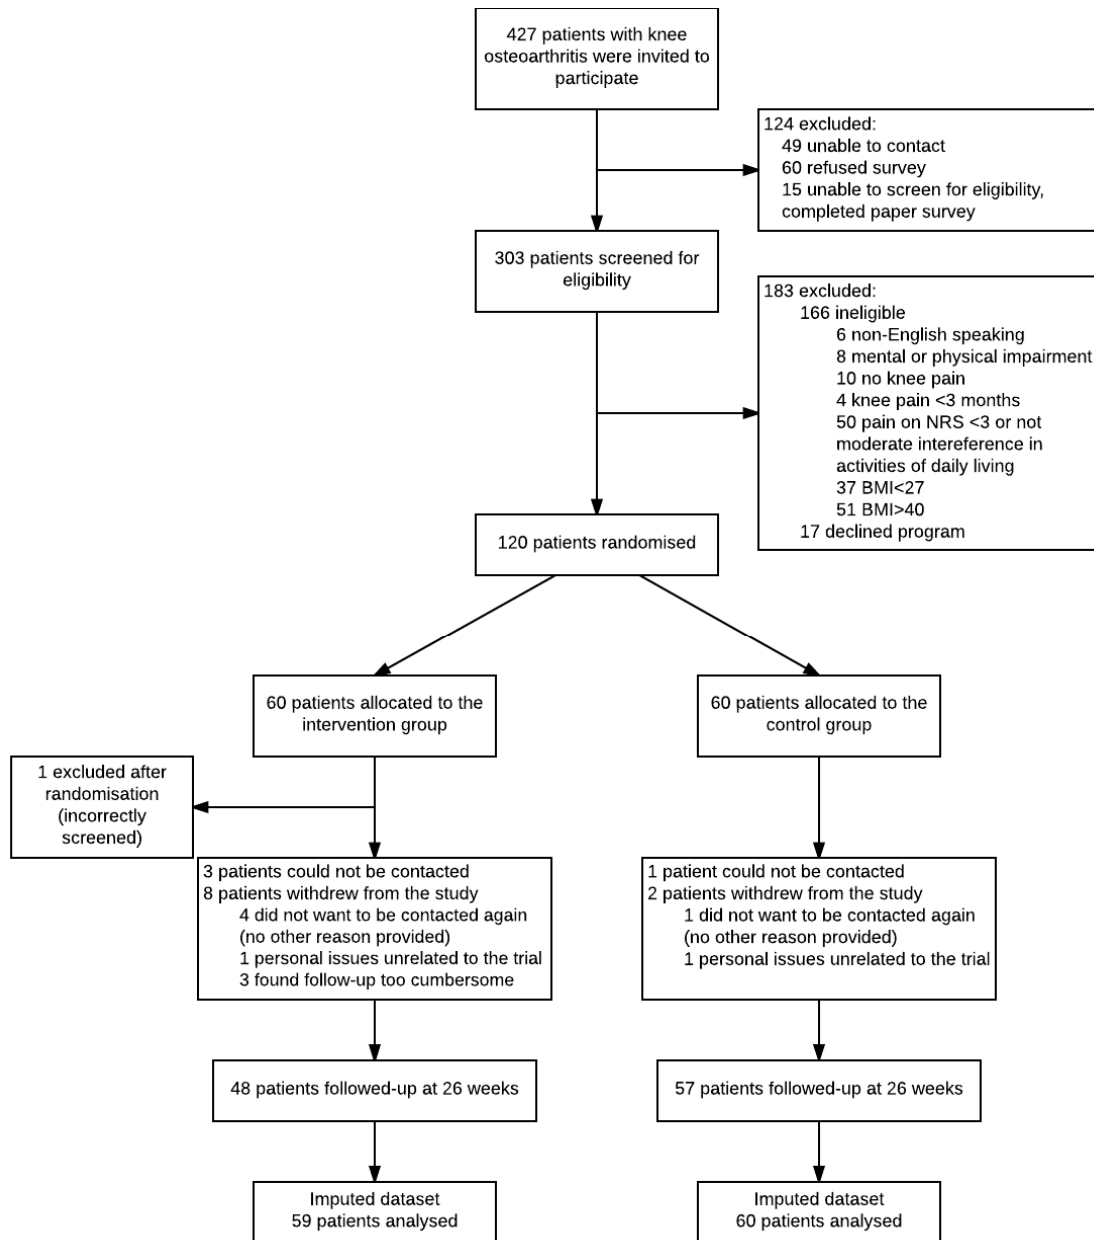 427 patients with knee
osteoarthritis were invited to
participate
124 excluded:
49 unable to contact
60 refused survey
15 unable to screen for eligibility,
completed paper survey
303 patients screened for
eligibility
183 excluded:
166 ineligible
6 non-English speaking
8 mental or physical impairment
10 no knee pain
4 knee pain <3 months
50 pain on NRS <3 or not
moderate intereference in
activities of daily living
37 BMI<27
51 BMI>40
17 declined program
120 patients randomised
60 patients allocated to the
intervention group
60 patients allocated to the
control group
1 excluded after
randomisation
(incorrectly
screened)
3 patients could not be contacted
8 patients withdrew from the study
4 did not want to be contacted again
(no other reason provided)
1 personal issues unrelated to the trial
3 found follow-up too cumbersome
1 patient could not be contacted
2 patients withdrew from the study
1 did not want to be contacted again
(no other reason provided)
1 personal issues unrelated to the trial
48 patients followed-up at 26 weeks
57 patients followed-up at 26 weeks
Imputed dataset
59 patients analysed
Imputed dataset
60 patients analysed